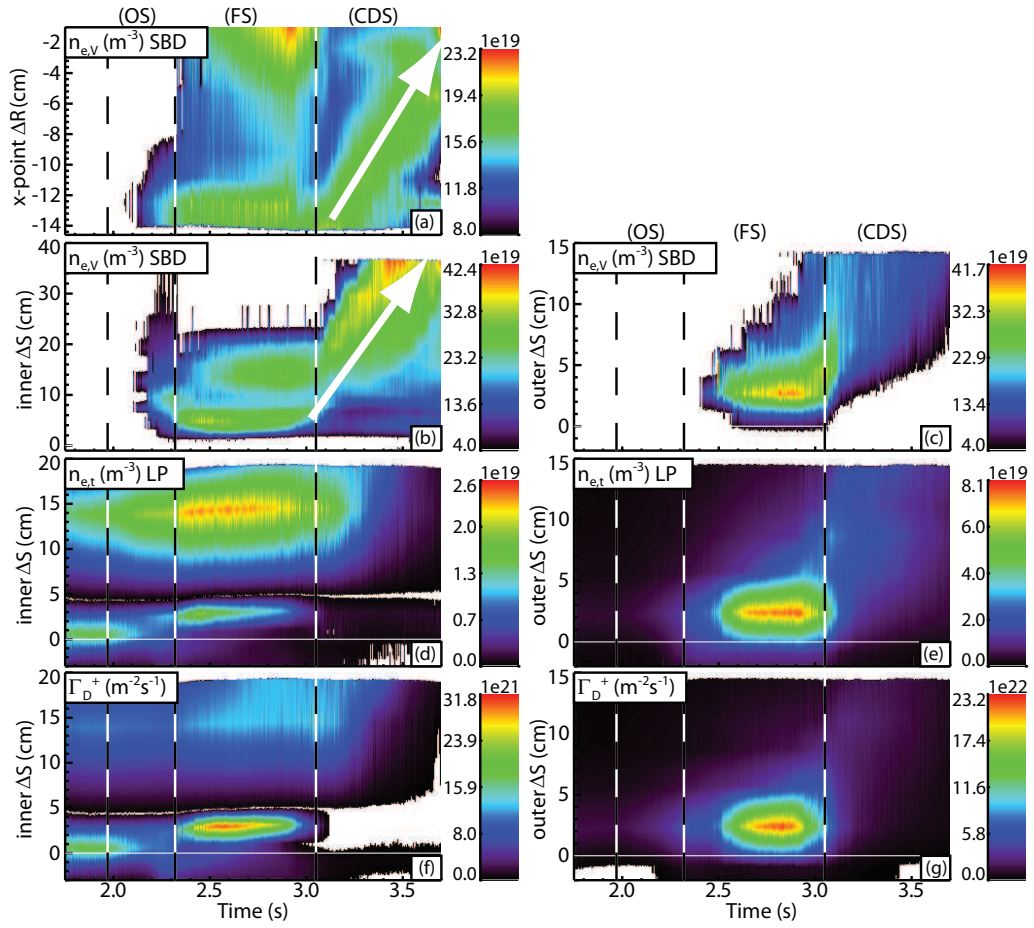 (OS) (FS) (CDS)
n_e,V (m^-3) SBD
1e19
x-point ΔR(cm)
-2
-4
-6
-8
-10
-12
-14
23.2
19.4
15.6
11.8
8.0
(a)
n_e,V (m^-3) SBD
1e19
inner ΔS (cm)
40
30
20
10
0
42.4
32.8
23.2
13.6
4.0
(b)
(OS) (FS) (CDS)
n_e,V (m^-3) SBD
1e19
outer ΔS (cm)
15
10
5
0
41.7
32.3
22.9
13.4
4.0
(c)
n_e,t (m^-3) LP
1e19
inner ΔS (cm)
20
15
10
5
0
2.6
2.0
1.3
0.7
0.0
(d)
n_e,t (m^-3) LP
1e19
outer ΔS (cm)
15
10
5
0
8.1
6.0
4.0
2.0
0.0
(e)
Γ_D^+ (m^-2s^-1)
1e21
inner ΔS (cm)
20
15
10
5
0
31.8
23.9
15.9
8.0
0.0
(f)
2.0 2.5 3.0 3.5
Time (s)
Γ_D^+ (m^-2s^-1)
1e22
outer ΔS (cm)
15
10
5
0
23.2
17.4
11.6
5.8
0.0
(g)
2.0 2.5 3.0 3.5
Time (s)